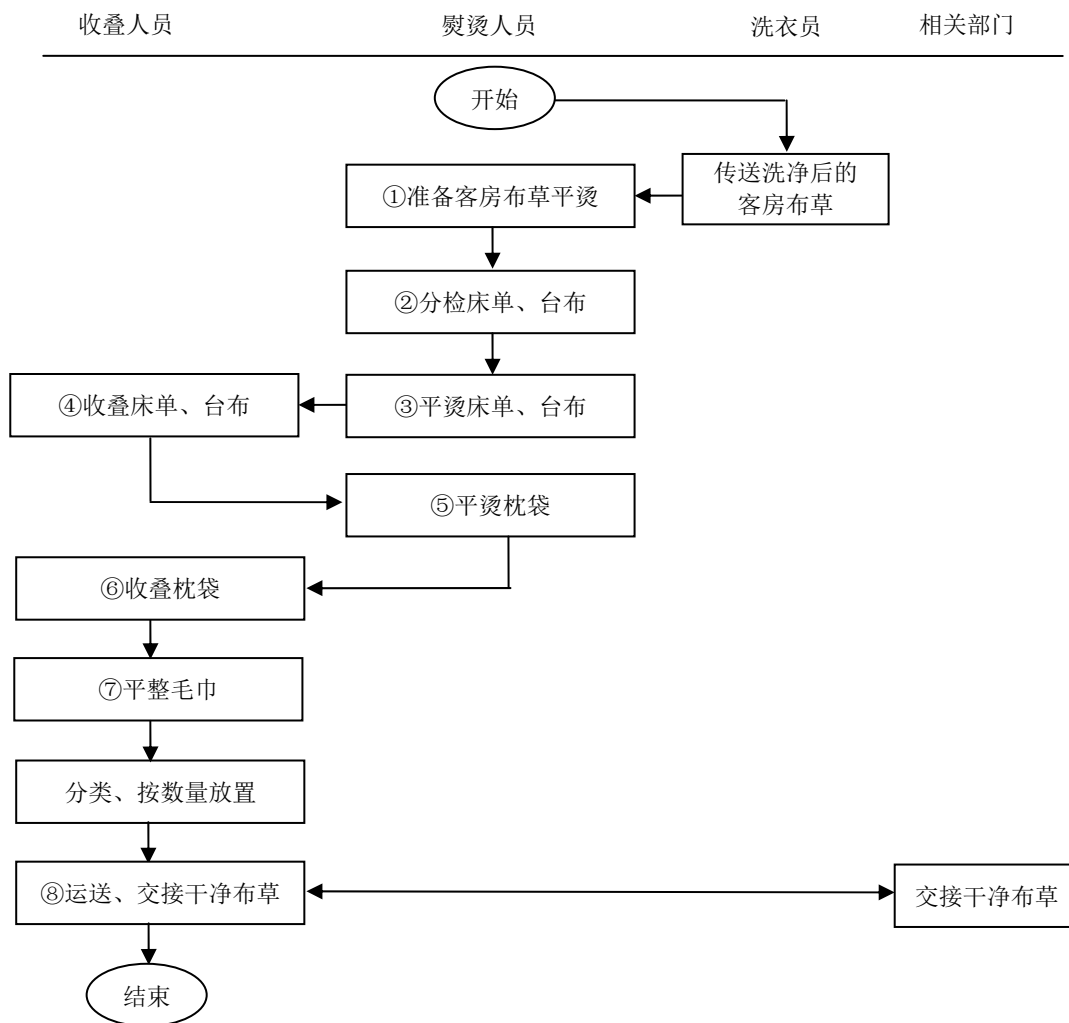 收叠人员 熨烫人员 洗衣员 相关部门
开始
传送洗净后的
客房布草
①准备客房布草平烫
②分检床单、台布
④收叠床单、台布 ③平烫床单、台布
⑤平烫枕袋
⑥收叠枕袋
⑦平整毛巾
分类、按数量放置
⑧运送、交接干净布草 交接干净布草
结束